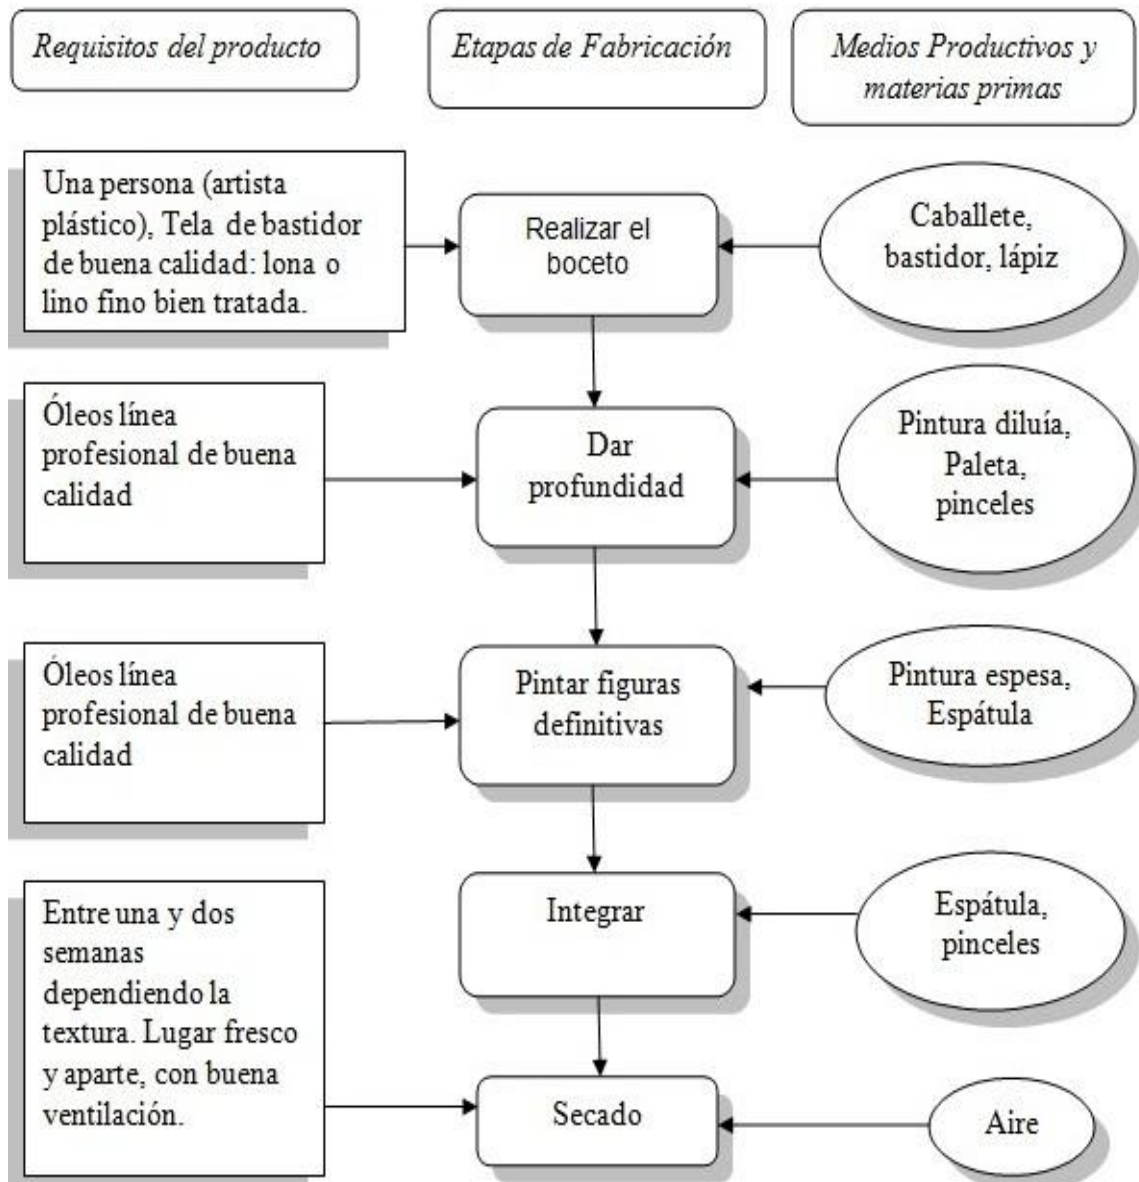 Requisitos del producto
Etapas de Fabricación
Medios Productivos y
materias primas
Una persona (artista
plástico), Tela de bastidor
de buena calidad: lona o
lino fino bien tratada.
Realizar el
boceto
Caballete,
bastidor, lápiz
Óleos línea
profesional de buena
calidad
Dar
profundidad
Pintura diluía,
Paleta,
pinceles
Óleos línea
profesional de buena
calidad
Pintar figuras
definitivas
Pintura espesa,
Espátula
Integrar
Espátula,
pinceles
Entre una y dos
semanas
dependiendo la
textura. Lugar fresco
y aparte, con buena
ventilación.
Secado
Aire